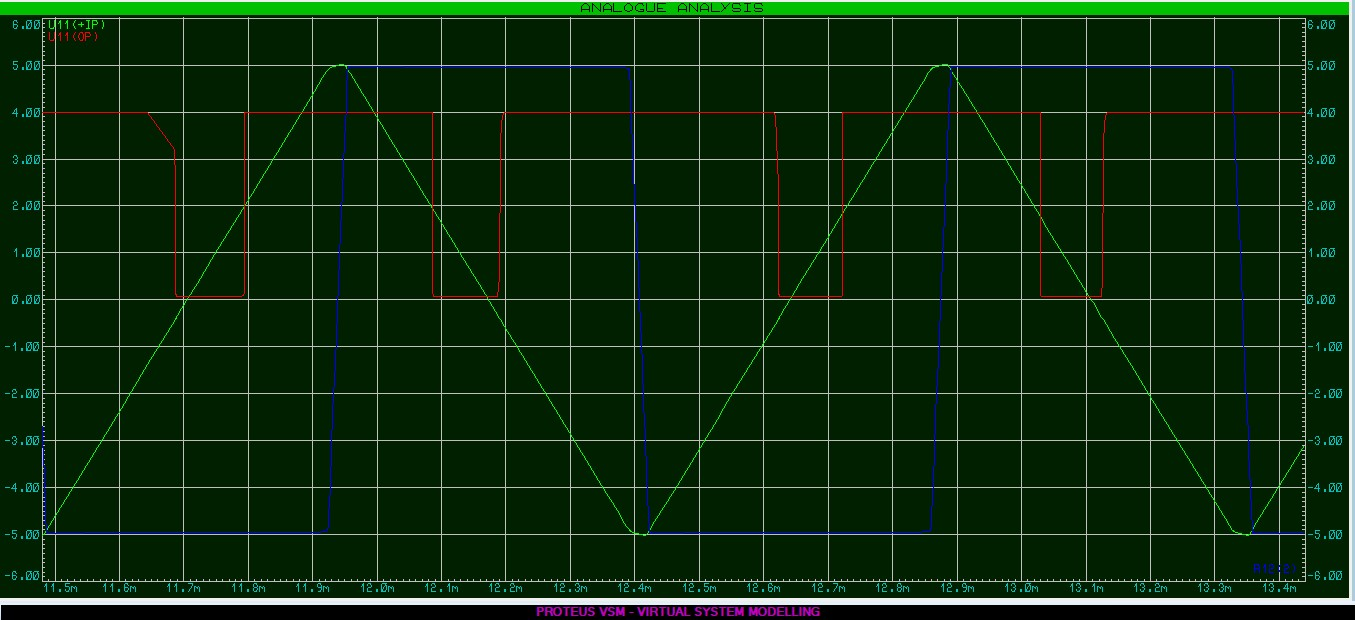 ANALOGUE ANALYSIS
6.00 U11(+IP) 6.00
U11(OP)
5.00 5.00
4.00 4.00
3.00 3.00
2.00 2.00
1.00 1.00
0.00 0.00
-1.00 -1.00
-2.00 -2.00
-3.00 -3.00
-4.00 -4.00
-5.00 -5.00
-6.00 -6.00
11.5m 11.6m 11.7m 11.8m 11.9m 12.0m 12.1m 12.2m 12.3m 12.4m 12.5m 12.6m 12.7m 12.8m 12.9m 13.0m 13.1m 13.2m 13.3m 13.4m
PROTEUS VSM - VIRTUAL SYSTEM MODELLING